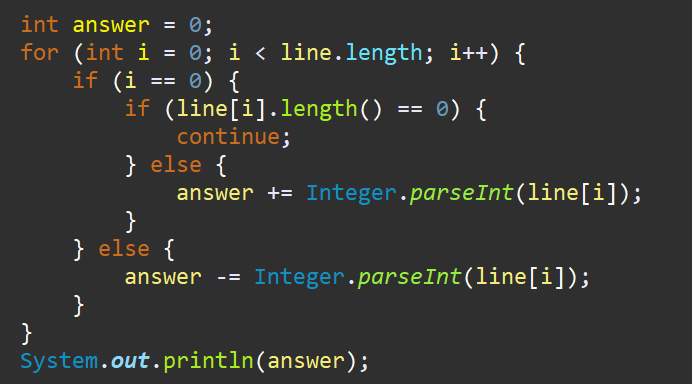 int answer = 0;
for (int i = 0; i < line.length; i++) {
    if (i == 0) {
        if (line[i].length() == 0) {
            continue;
        } else {
            answer += Integer.parseInt(line[i]);
        }
    } else {
        answer -= Integer.parseInt(line[i]);
    }
}
System.out.println(answer);